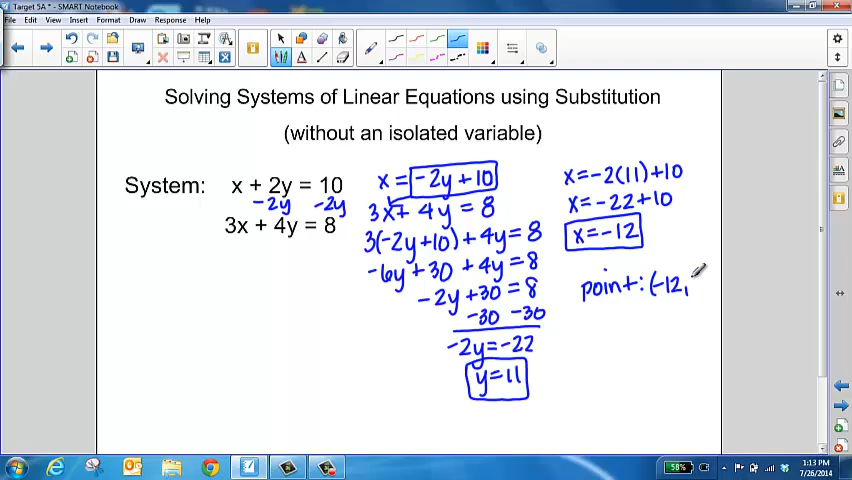 Target 5A * - SMART Notebook
File Edit View Insert Format Tools Draw Response Help
Solving Systems of Linear Equations using Substitution
(without an isolated variable)
System: x + 2y = 10
-2y -2y
3x + 4y = 8
x = -2y + 10
3x + 4y = 8
3(-2y+10) + 4y = 8
-6y + 30 + 4y = 8
-2y + 30 = 8
-30 -30
-2y = -22
y = 11
x = -2(11) + 10
x = -22 + 10
x = -12
point: (-12,
58%
1:13 PM
7/26/2014